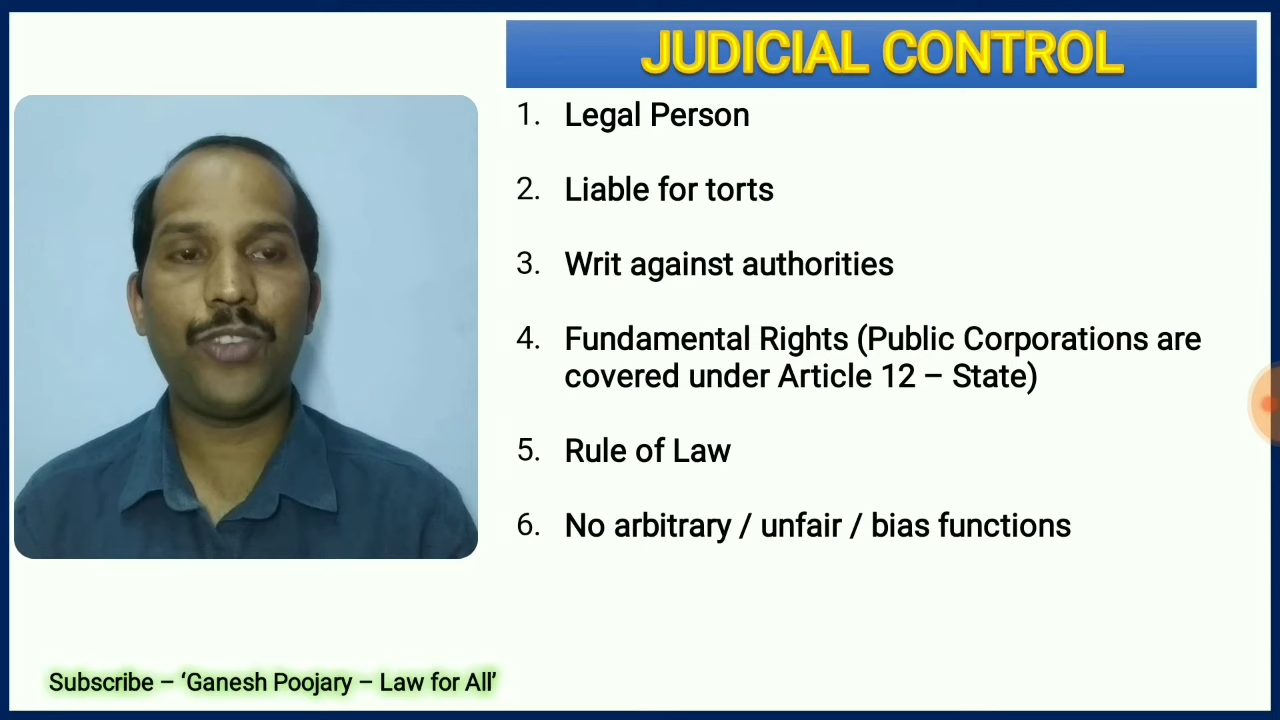 JUDICIAL CONTROL
1. Legal Person
2. Liable for torts
3. Writ against authorities
4. Fundamental Rights (Public Corporations are
covered under Article 12 – State)
5. Rule of Law
6. No arbitrary / unfair / bias functions
Subscribe – ‘Ganesh Poojary – Law for All’